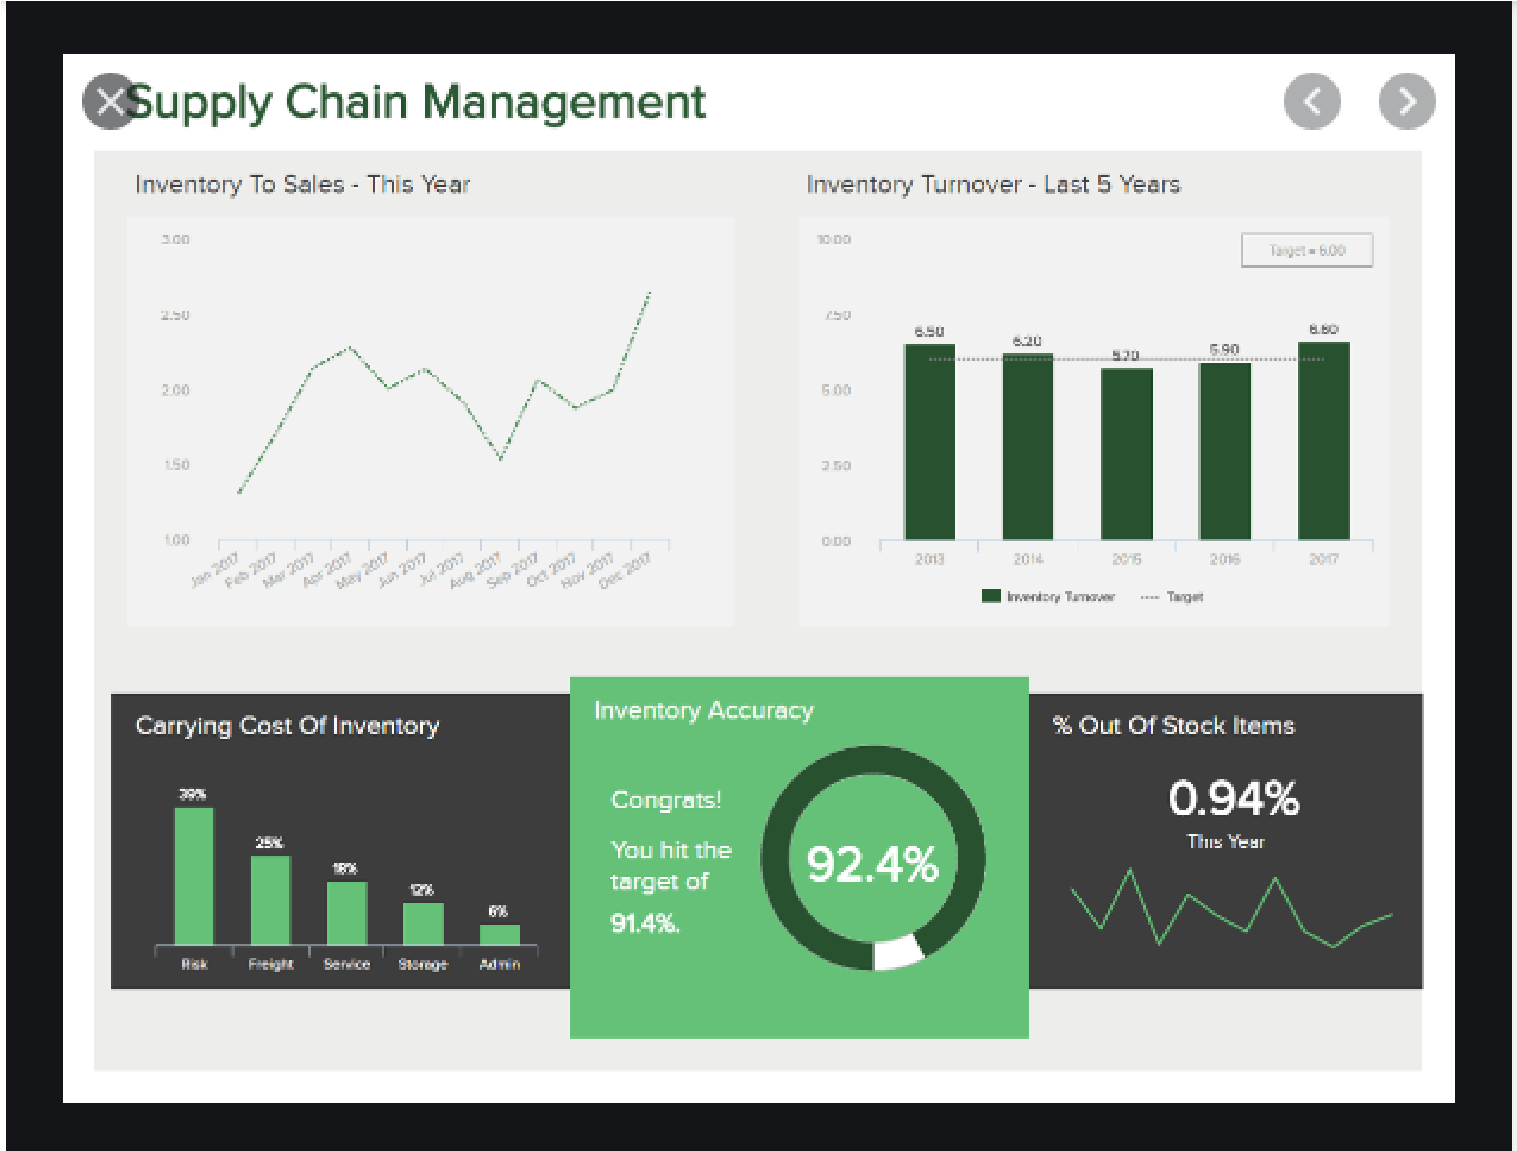 Supply Chain Management
Inventory To Sales - This Year
3.00
2.50
2.00
1.50
1.00
Jan 2017
Feb 2017
Mar 2017
Apr 2017
May 2017
Jun 2017
Jul 2017
Aug 2017
Sep 2017
Oct 2017
Nov 2017
Dec 2017
Inventory Turnover - Last 5 Years
Target = 6.00
10.00
7.50
5.00
2.50
0.00
6.50
6.20
5.70
5.90
6.60
2013
2014
2015
2016
2017
Inventory Turnover
Target
Carrying Cost Of Inventory
39%
25%
18%
12%
6%
Risk
Freight
Service
Storage
Admin
Inventory Accuracy
Congrats!
You hit the
target of
91.4%.
92.4%
% Out Of Stock Items
0.94%
This Year